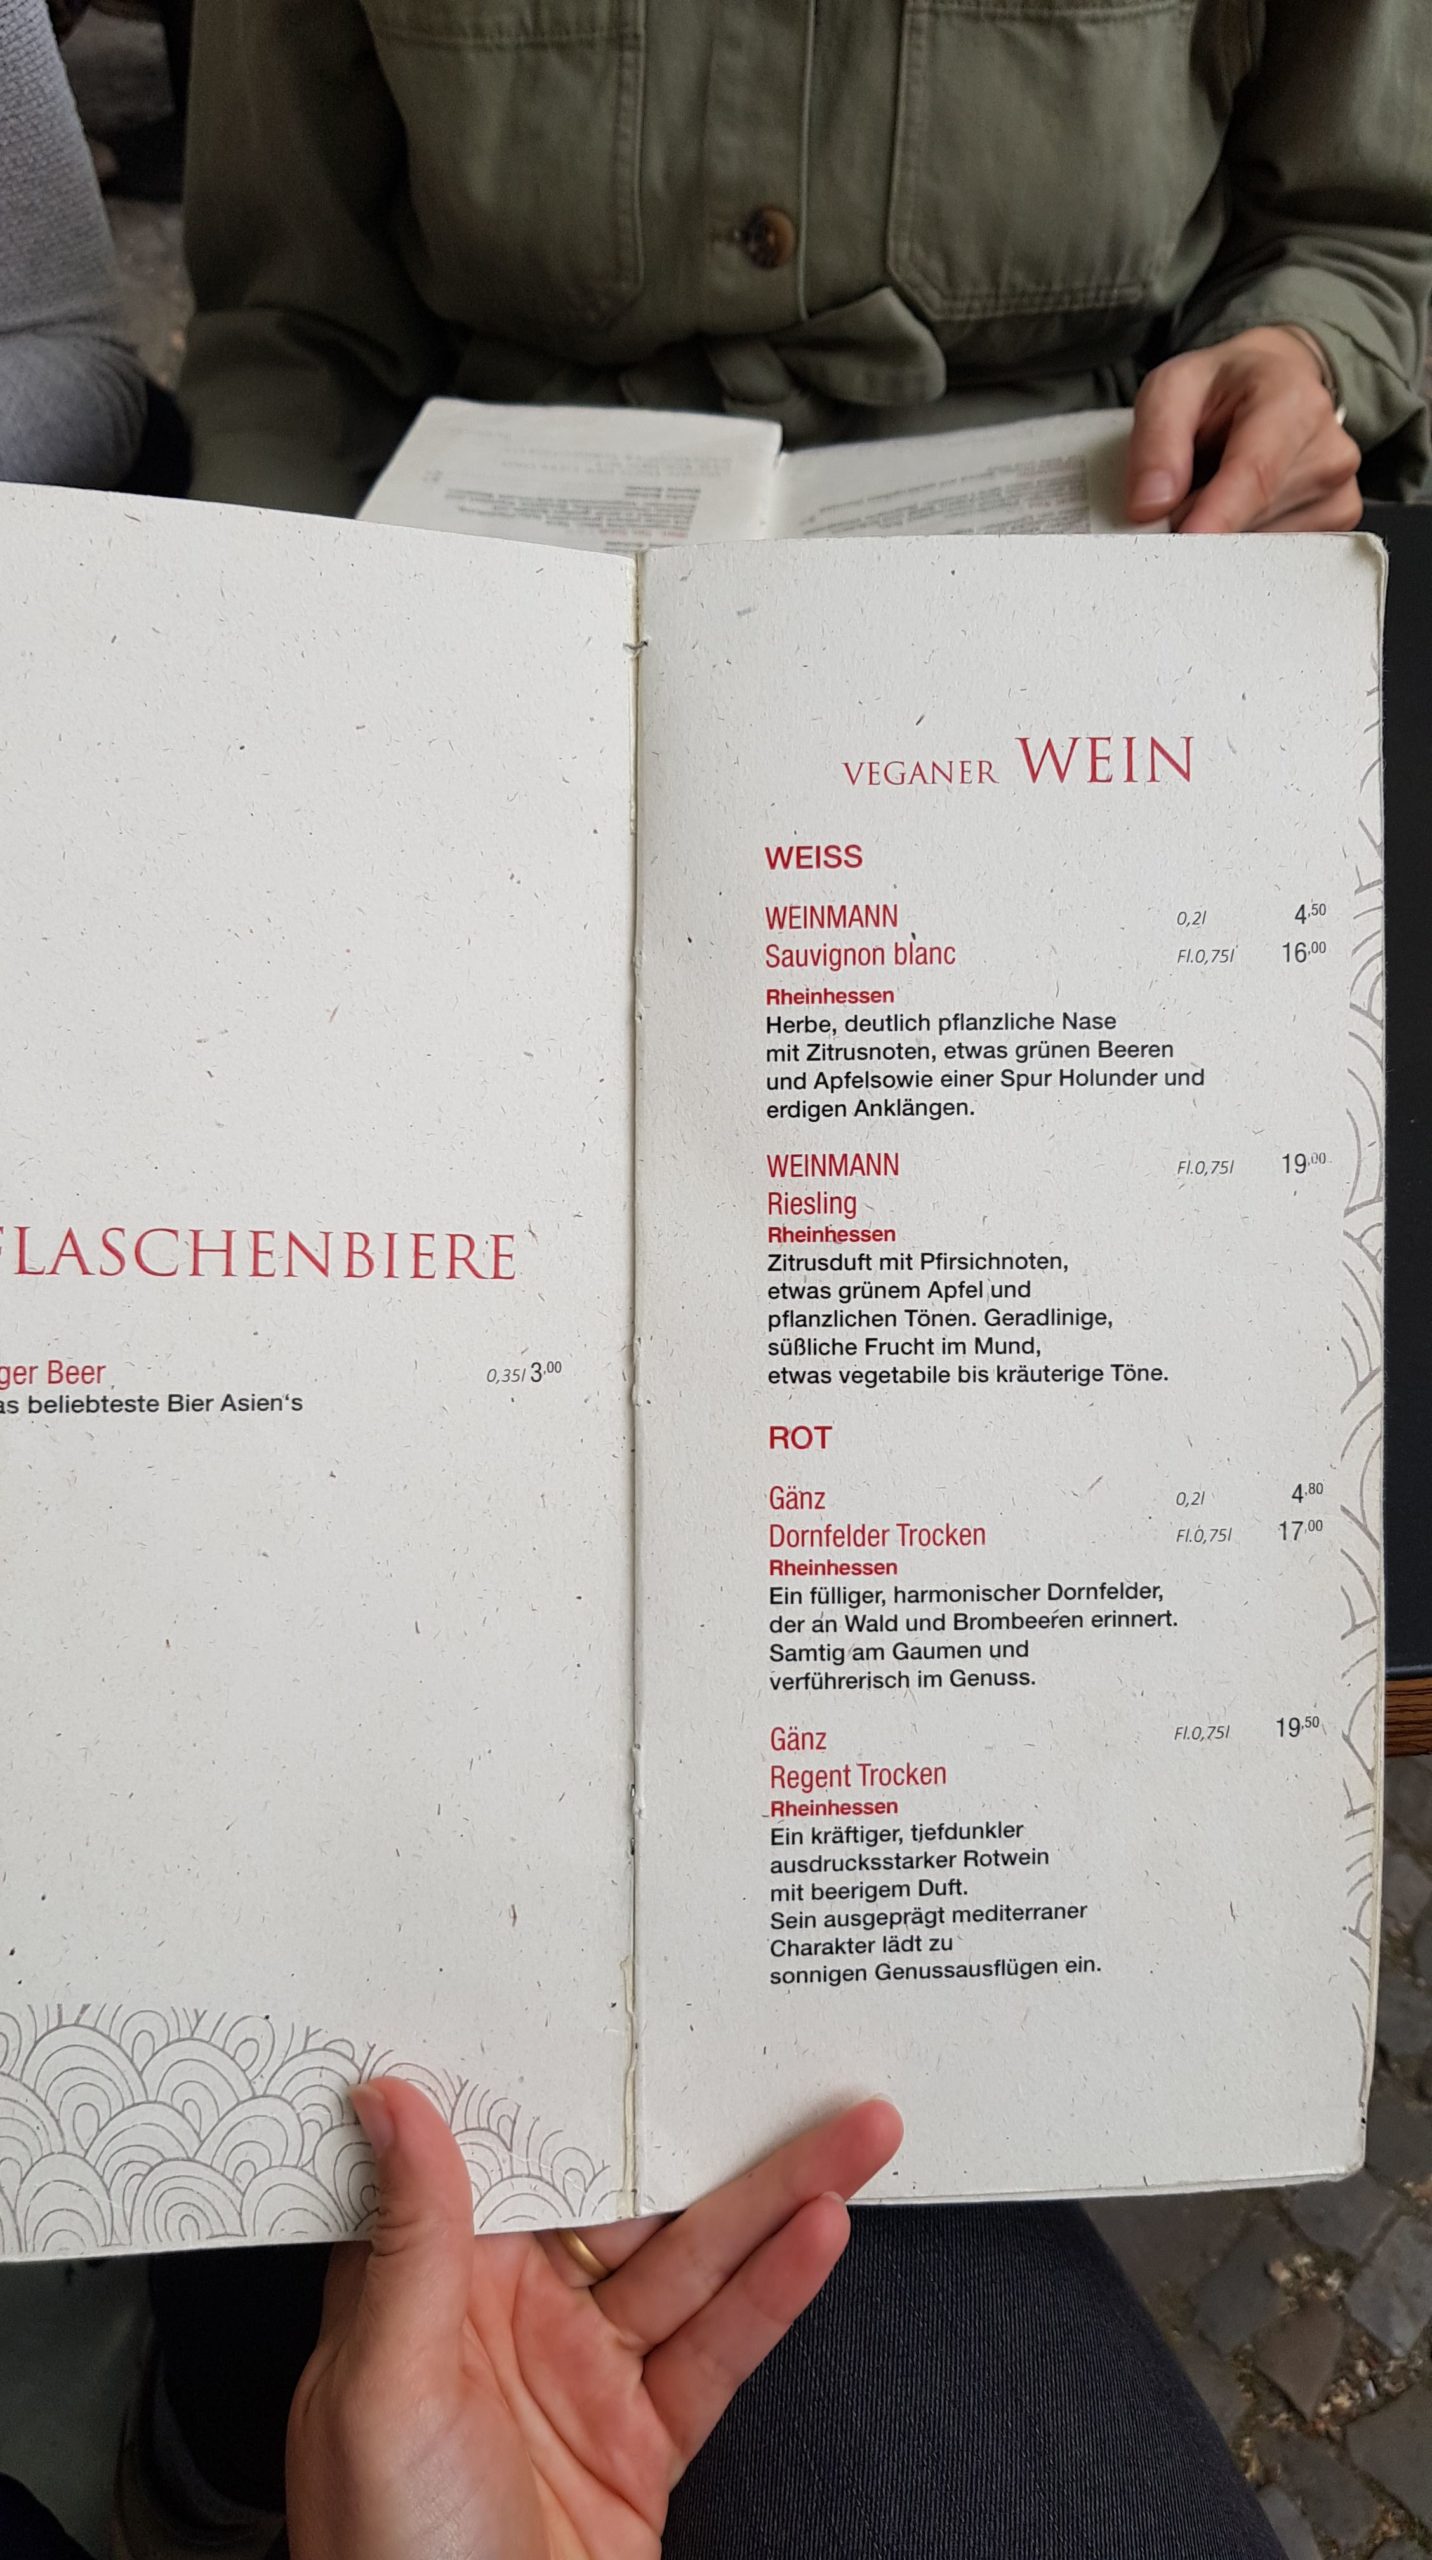 FLASCHENBIERE
ger Beer 0,35l 3,00
as beliebteste Bier Asien's
VEGANER WEIN
WEISS
WEINMANN 0,2l 4,50
Sauvignon blanc Fl.0,75l 16,00
Rheinhessen
Herbe, deutlich pflanzliche Nase
mit Zitrusnoten, etwas grünen Beeren
und Apfelsowie einer Spur Holunder und
erdigen Anklängen.
WEINMANN Fl.0,75l 19,00
Riesling
Rheinhessen
Zitrusduft mit Pfirsichnoten,
etwas grünem Apfel und
pflanzlichen Tönen. Geradlinige,
süßliche Frucht im Mund,
etwas vegetabile bis kräuterige Töne.
ROT
Gänz 0,2l 4,80
Dornfelder Trocken Fl.0,75l 17,00
Rheinhessen
Ein fülliger, harmonischer Dornfelder,
der an Wald und Brombeeren erinnert.
Samtig am Gaumen und
verführerisch im Genuss.
Gänz Fl.0,75l 19,50
Regent Trocken
Rheinhessen
Ein kräftiger, tiefdunkler
ausdrucksstarker Rotwein
mit beerigem Duft.
Sein ausgeprägt mediterraner
Charakter lädt zu
sonnigen Genussausflügen ein.